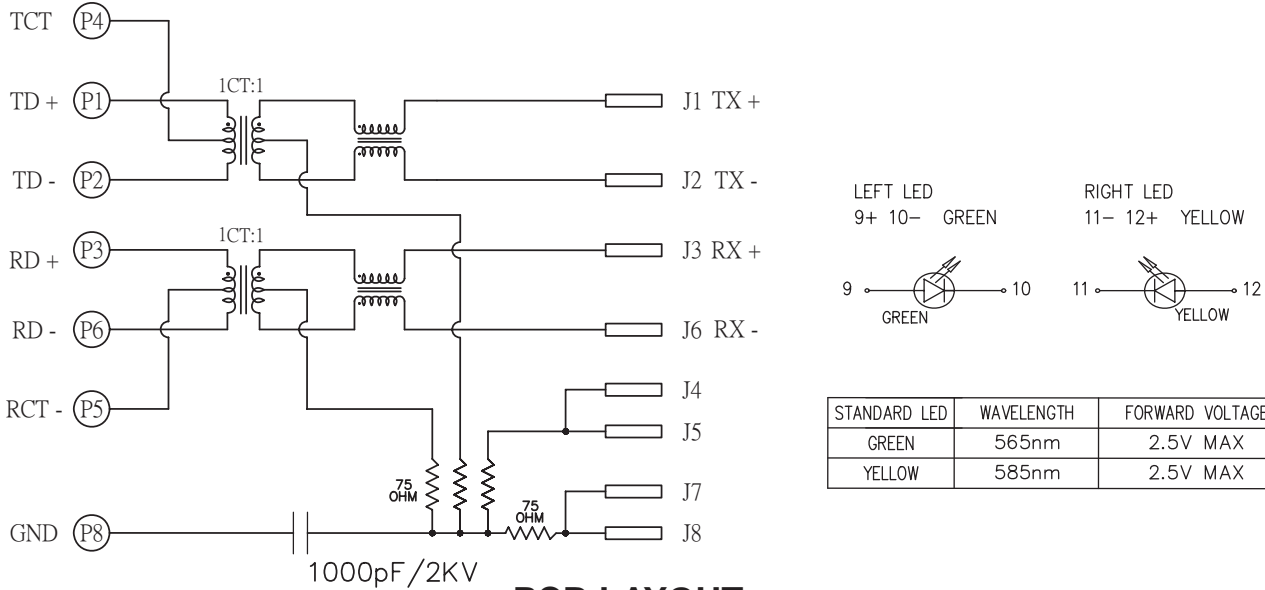 TCT P4
1CT:1
TD + P1 J1 TX +
TD - P2 J2 TX -
1CT:1
RD + P3 J3 RX +
RD - P6 J6 RX -
RCT - P5 J4
J5
75
OHM
J7
75
OHM
GND P8 J8
1000pF/2KV
LEFT LED
9+ 10− GREEN
9 10
GREEN
RIGHT LED
11− 12+ YELLOW
11 12
YELLOW
STANDARD LED WAVELENGTH FORWARD VOLTAGE
GREEN 565nm 2.5V MAX
YELLOW 585nm 2.5V MAX